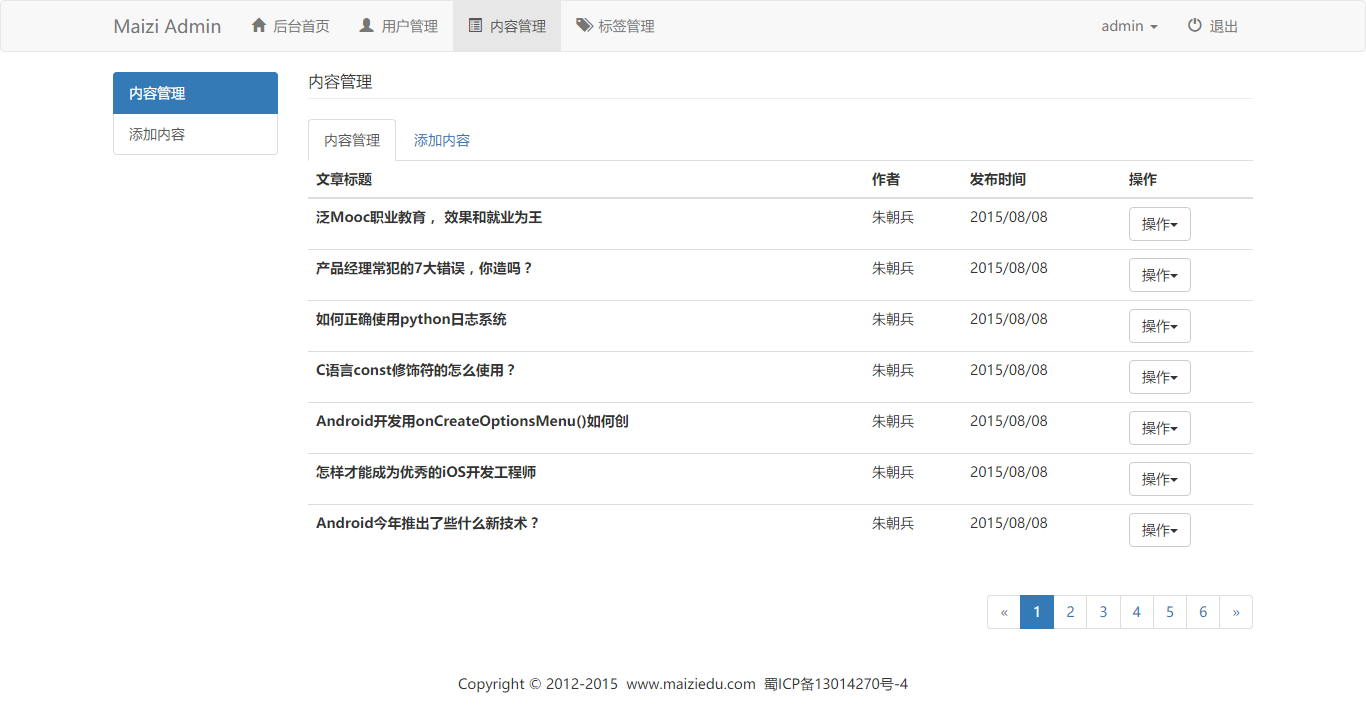 Maizi Admin 后台首页 用户管理 内容管理 标签管理 admin 退出
内容管理
添加内容
内容管理
内容管理 添加内容
文章标题 作者 发布时间 操作
泛Mooc职业教育， 效果和就业为王 朱朝兵 2015/08/08 操作
产品经理常犯的7大错误，你造吗？ 朱朝兵 2015/08/08 操作
如何正确使用python日志系统 朱朝兵 2015/08/08 操作
C语言const修饰符的怎么使用？ 朱朝兵 2015/08/08 操作
Android开发用onCreateOptionsMenu()如何创 朱朝兵 2015/08/08 操作
怎样才能成为优秀的iOS开发工程师 朱朝兵 2015/08/08 操作
Android今年推出了些什么新技术？ 朱朝兵 2015/08/08 操作
« 1 2 3 4 5 6 »
Copyright © 2012-2015 www.maiziedu.com 蜀ICP备13014270号-4